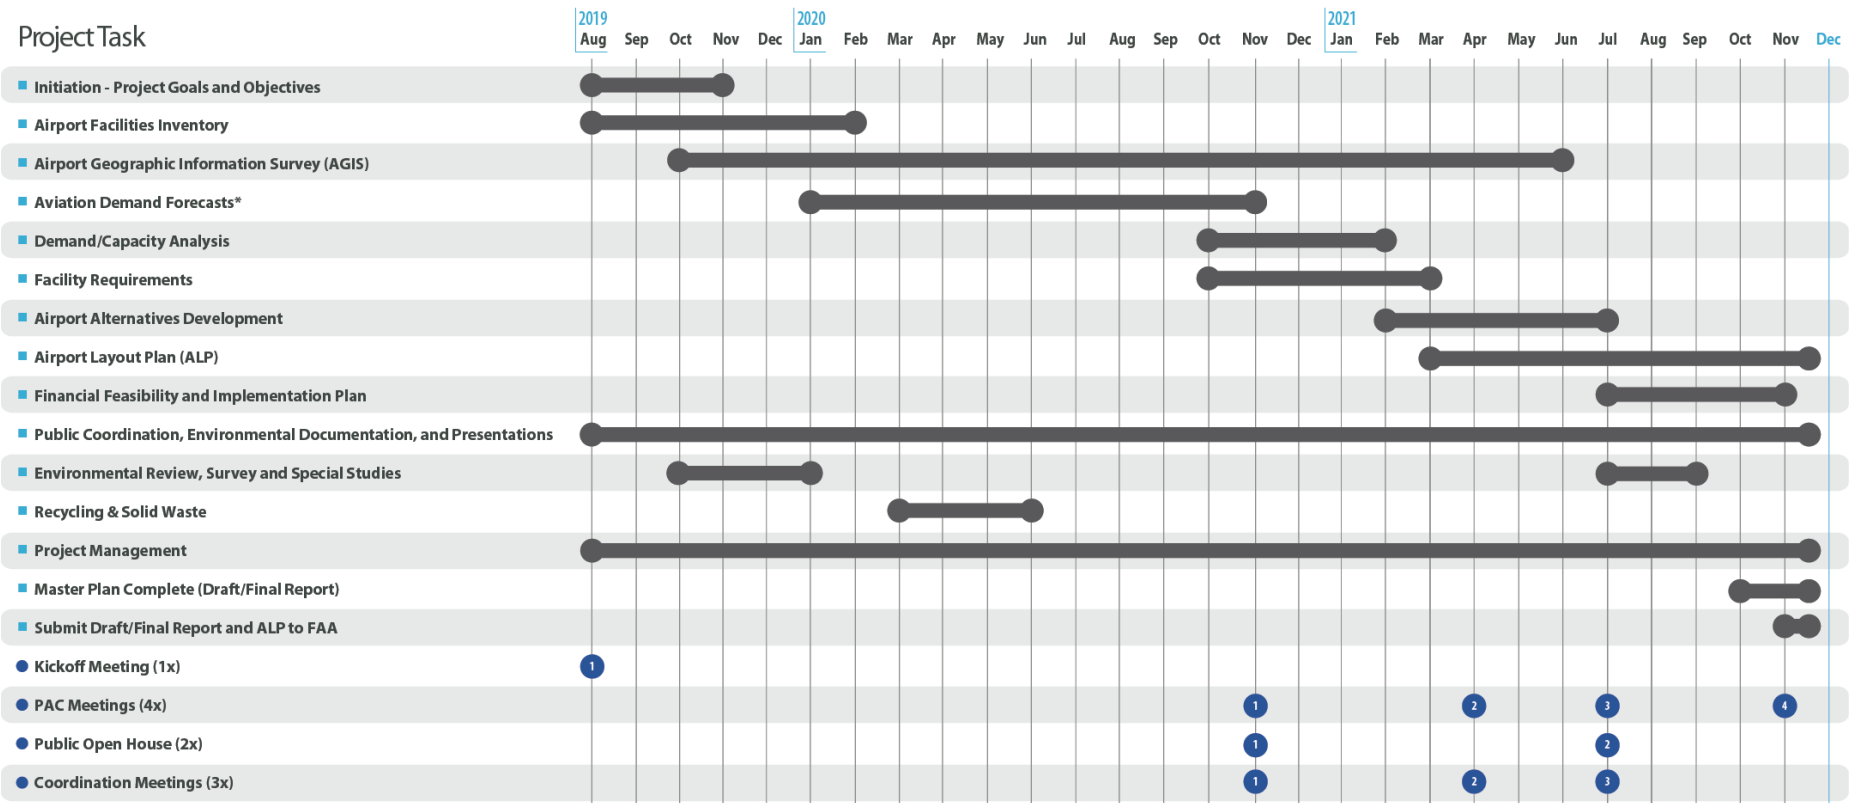 2019 2020 2021
Project Task Aug Sep Oct Nov Dec Jan Feb Mar Apr May Jun Jul Aug Sep Oct Nov Dec Jan Feb Mar Apr May Jun Jul Aug Sep Oct Nov Dec
Initiation - Project Goals and Objectives
Airport Facilities Inventory
Airport Geographic Information Survey (AGIS)
Aviation Demand Forecasts*
Demand/Capacity Analysis
Facility Requirements
Airport Alternatives Development
Airport Layout Plan (ALP)
Financial Feasibility and Implementation Plan
Public Coordination, Environmental Documentation, and Presentations
Environmental Review, Survey and Special Studies
Recycling & Solid Waste
Project Management
Master Plan Complete (Draft/Final Report)
Submit Draft/Final Report and ALP to FAA
Kickoff Meeting (1x) 1
PAC Meetings (4x) 1 2 3 4
Public Open House (2x) 1 2
Coordination Meetings (3x) 1 2 3